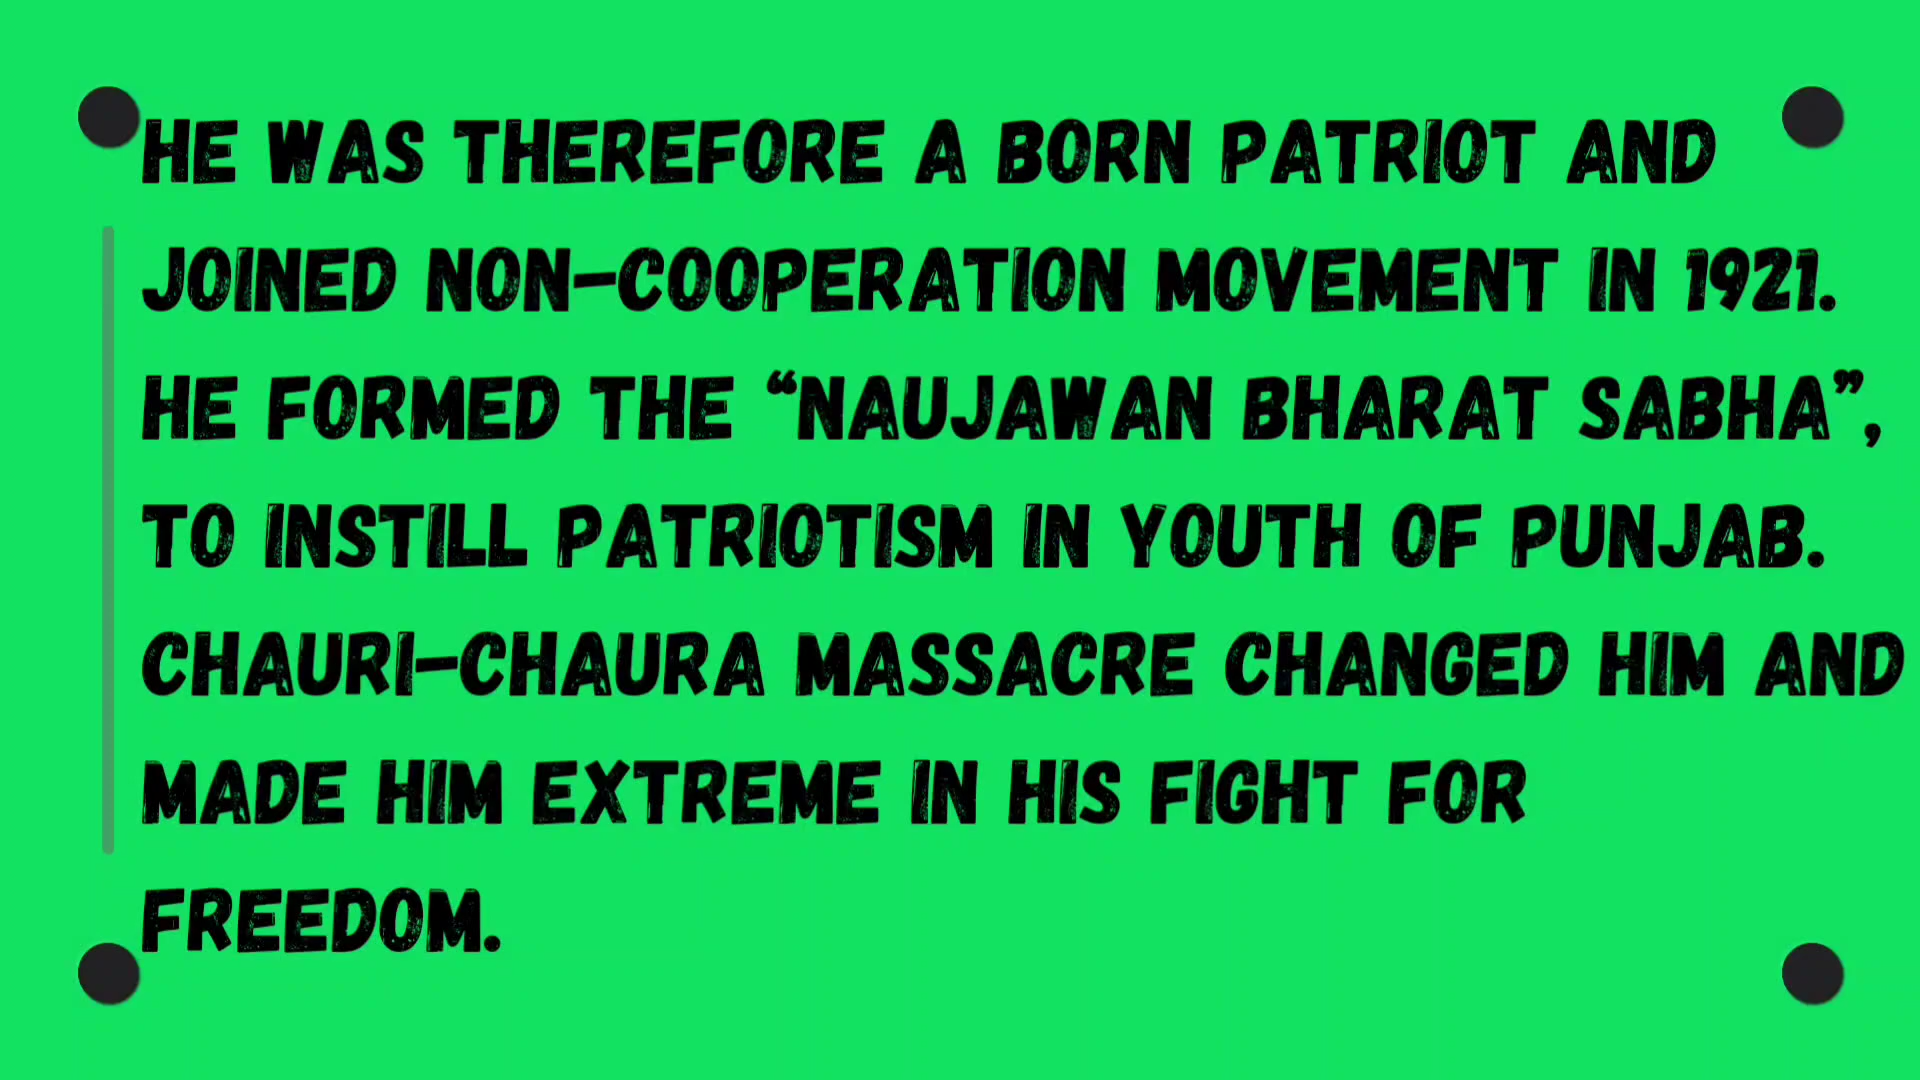 HE WAS THEREFORE A BORN PATRIOT AND
JOINED NON-COOPERATION MOVEMENT IN 1921.
HE FORMED THE “NAUJAWAN BHARAT SABHA”,
TO INSTILL PATRIOTISM IN YOUTH OF PUNJAB.
CHAURI-CHAURA MASSACRE CHANGED HIM AND
MADE HIM EXTREME IN HIS FIGHT FOR
FREEDOM.